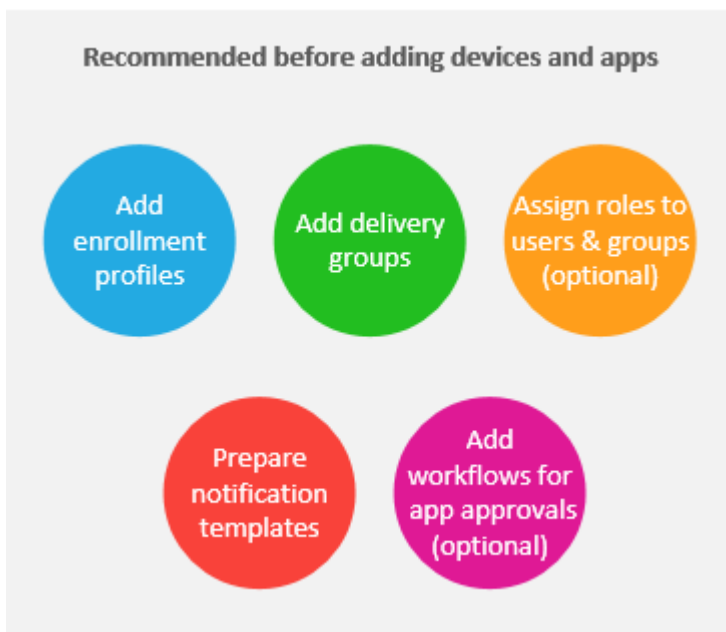 Recommended before adding devices and apps
Add
enrollment
profiles
Add delivery
groups
Assign roles to
users & groups
(optional)
Prepare
notification
templates
Add
workflows for
app approvals
(optional)